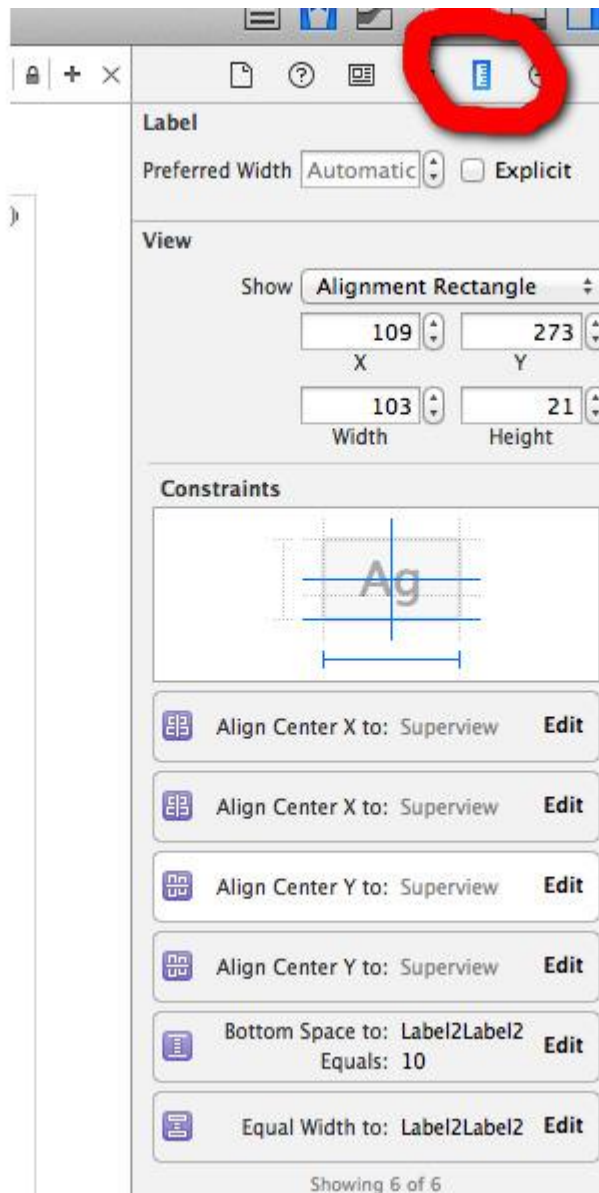 Label
Preferred Width Automatic Explicit
View
Show Alignment Rectangle
109 273
X Y
103 21
Width Height
Constraints
Ag
Align Center X to: Superview Edit
Align Center X to: Superview Edit
Align Center Y to: Superview Edit
Align Center Y to: Superview Edit
Bottom Space to: Label2Label2 Edit
Equals: 10
Equal Width to: Label2Label2 Edit
Showing 6 of 6